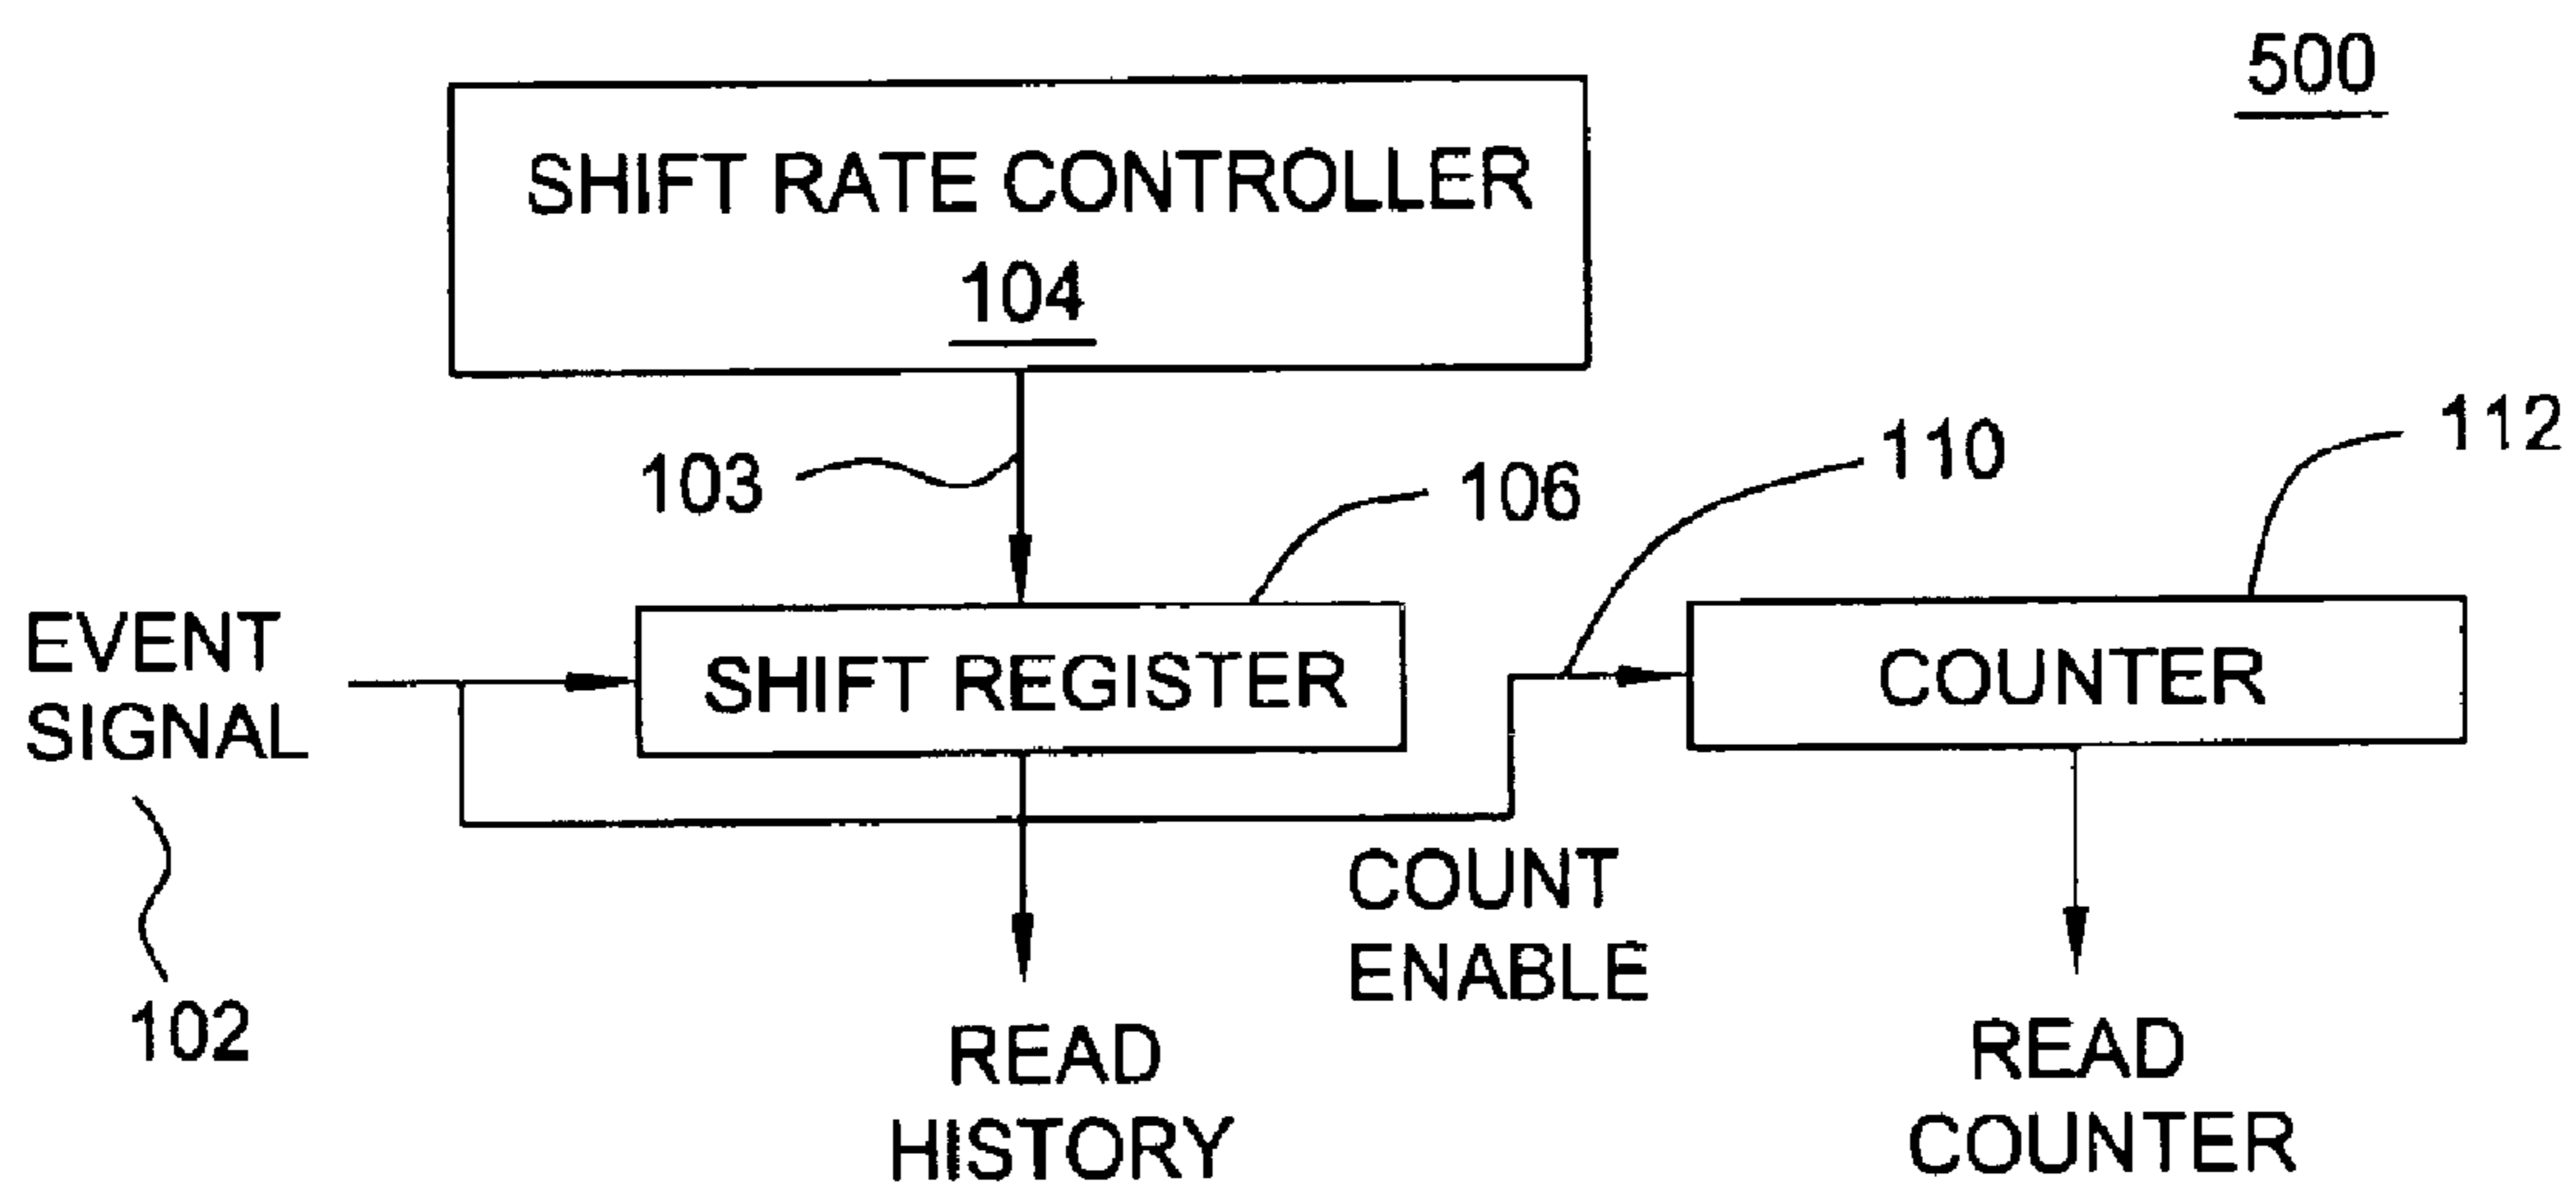 500
SHIFT RATE CONTROLLER
104
103
106
110
112
EVENT
SIGNAL
SHIFT REGISTER
COUNTER
102
COUNT
ENABLE
READ
HISTORY
READ
COUNTER